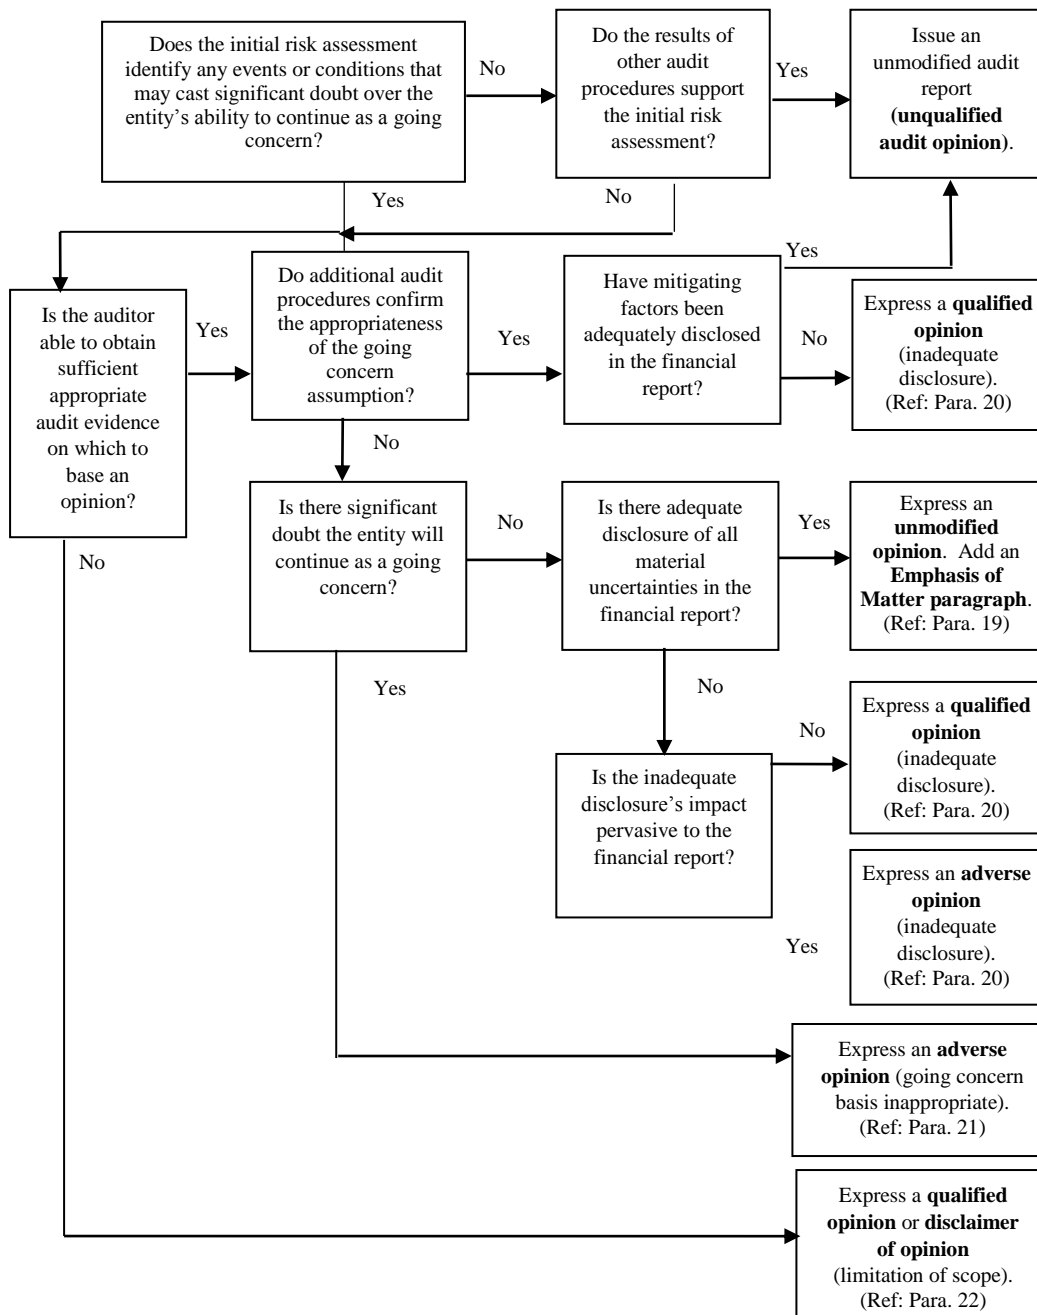 Does the initial risk assessment
identify any events or conditions that
may cast significant doubt over the
entity's ability to continue as a going
concern?
No
Do the results of
other audit
procedures support
the initial risk
assessment?
Yes
Issue an
unmodified audit
report
(unqualified
audit opinion).
Yes
No
Is the auditor
able to obtain
sufficient
appropriate
audit evidence
on which to
base an
opinion?
Yes
Do additional audit
procedures confirm
the appropriateness
of the going
concern
assumption?
Yes
Have mitigating
factors been
adequately disclosed
in the financial
report?
Yes
No
Express a qualified
opinion
(inadequate
disclosure).
(Ref: Para. 20)
No
No
Is there significant
doubt the entity will
continue as a going
concern?
No
Is there adequate
disclosure of all
material
uncertainties in the
financial report?
Yes
Express an
unmodified
opinion. Add an
Emphasis of
Matter paragraph.
(Ref: Para. 19)
Yes
No
Is the inadequate
disclosure's impact
pervasive to the
financial report?
No
Express a qualified
opinion
(inadequate
disclosure).
(Ref: Para. 20)
Yes
Express an adverse
opinion
(inadequate
disclosure).
(Ref: Para. 20)
Express an adverse
opinion (going concern
basis inappropriate).
(Ref: Para. 21)
Express a qualified
opinion or disclaimer
of opinion
(limitation of scope).
(Ref: Para. 22)